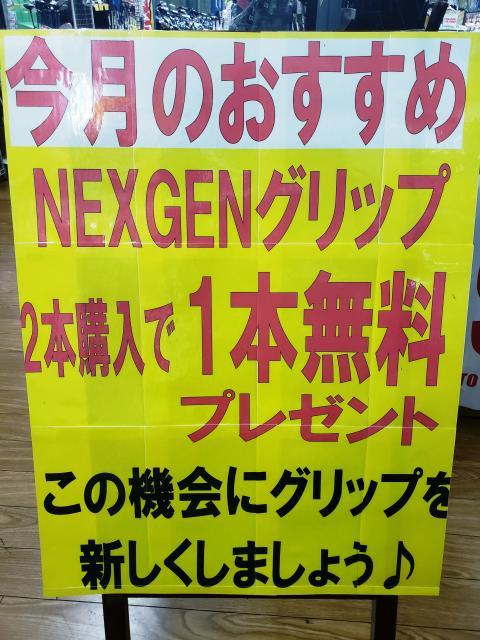 今月のおすすめ
NEXGENグリップ
2本購入で1本無料
プレゼント
この機会にグリップを
新しくしましょう♪